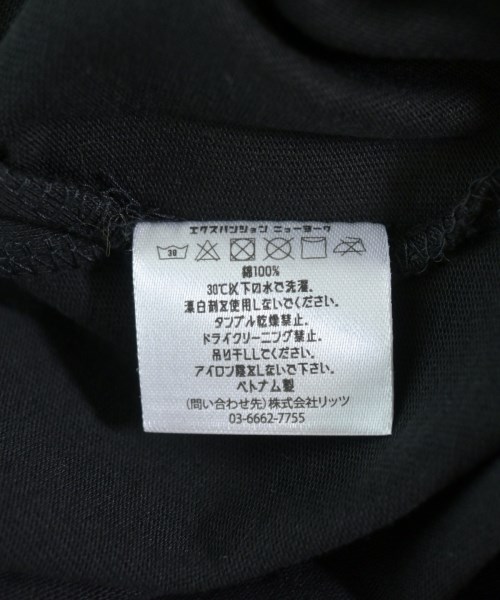 エクスパンション ニューヨーク
30
綿100%
30℃以下の水で洗濯.
漂白剤を使用しないでください.
タンブル乾燥禁止.
ドライクリーニング禁止.
吊り干ししてください.
アイロン陰をしないで下さい.
ベトナム製
(問い合わせ先)株式会社リッツ
03-6662-7755